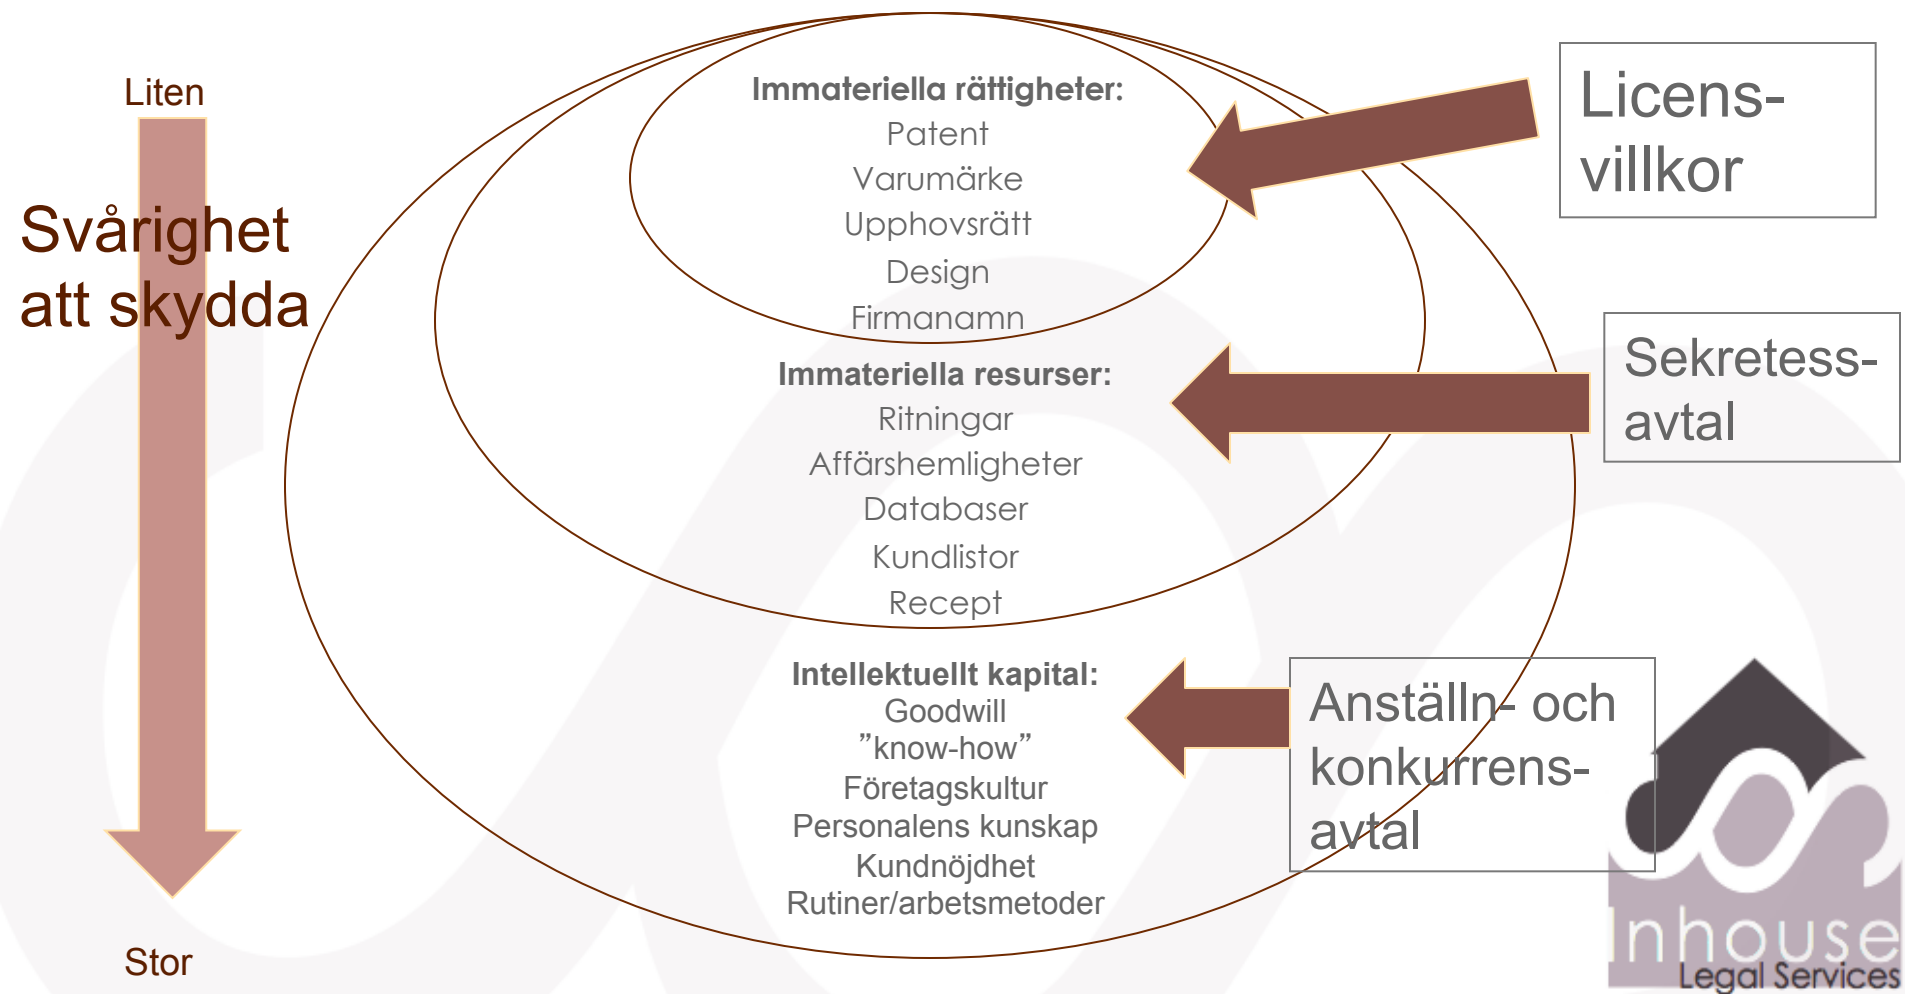 Liten
Svårighet
att skydda
Stor
Immateriella rättigheter:
Patent
Varumärke
Upphovsrätt
Design
Firmanamn
Immateriella resurser:
Ritningar
Affärshemligheter
Databaser
Kundlistor
Recept
Intellektuellt kapital:
Goodwill
”know-how”
Företagskultur
Personalens kunskap
Kundnöjdhet
Rutiner/arbetsmetoder
Licens-
villkor
Sekretess-
avtal
Anställn- och
konkurrens-
avtal
Inhouse
Legal Services